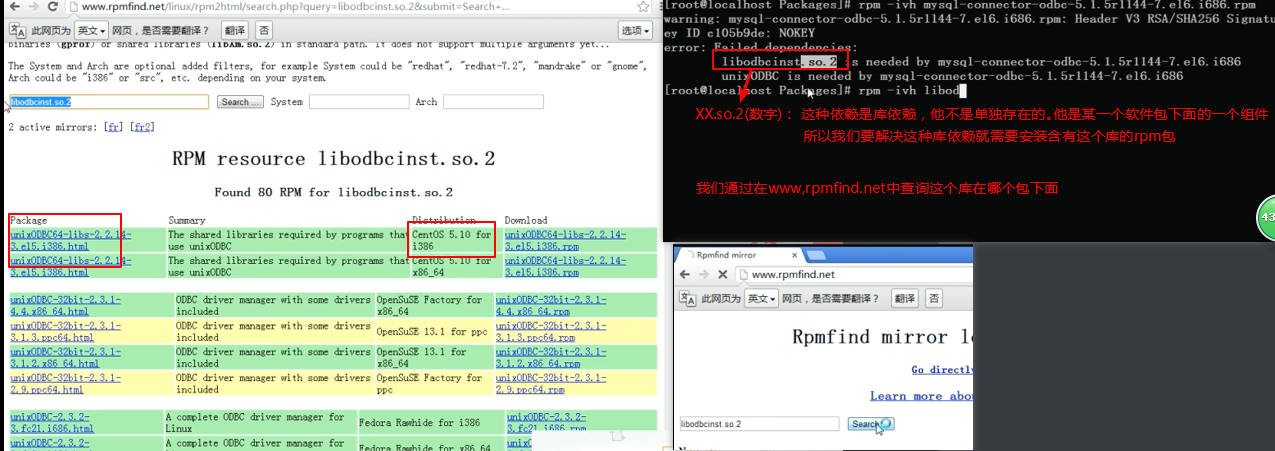 www.rpmfind.net/linux/rpm2html/search.php?query=libodbcinst.so.2&submit=Search+...
此网页为 英文 网页，是否需要翻译？ 翻译 否 选项
binaries (gprof) or shared libraries (libXm.so.2) in standard path. It does not support multiple arguments yet...
The System and Arch are optional added filters, for example System could be "redhat", "redhat-7.2", "mandrake" or "gnome",
Arch could be "i386" or "src", etc. depending on your system.
libodbcinst.so.2 Search ... System Arch
2 active mirrors: [fr] [fr2]
RPM resource libodbcinst.so.2
Found 80 RPM for libodbcinst.so.2
Package Summary Distribution Download
unixODBC64-libs-2.2.14- The shared libraries required by programs that CentOS 5.10 for unixODBC64-libs-2.2.14-
3.el5.i386.html use unixODBC i386 3.el5.i386.rpm
unixODBC64-libs-2.2.14- The shared libraries required by programs that CentOS 5.10 for unixODBC64-libs-2.2.14-
3.el5.i386.html use unixODBC x86_64 3.el5.i386.rpm
unixODBC-32bit-2.3.1- ODBC driver manager with some drivers OpenSuSE Factory for unixODBC-32bit-2.3.1-
4.4.x86_64.html included x86_64 4.4.x86_64.rpm
unixODBC-32bit-2.3.1- ODBC driver manager with some drivers OpenSuSE 13.1 for ppc unixODBC-32bit-2.3.1-
3.1.3.ppc64.html included 3.1.3.ppc64.rpm
unixODBC-32bit-2.3.1- ODBC driver manager with some drivers OpenSuSE 13.1 for unixODBC-32bit-2.3.1-
3.1.2.x86_64.html included x86_64 3.1.2.x86_64.rpm
unixODBC-32bit-2.3.1- ODBC driver manager with some drivers OpenSuSE Factory for unixODBC-32bit-2.3.1-
2.9.ppc64.html included ppc 2.9.ppc64.rpm
unixODBC-2.3.2- A complete ODBC driver manager for Fedora Rawhide for i386 unixODBC-2.3.2-
3.fc21.i686.html Linux 3.fc21.i686.rpm
unixODBC-2.3.2- A complete ODBC driver manager for Fedora Rawhide for x86_64 unixO
[root@localhost Packages]# rpm -ivh mysql-connector-odbc-5.1.5r1144-7.el6.i686.rpm
warning: mysql-connector-odbc-5.1.5r1144-7.el6.i686.rpm: Header V3 RSA/SHA256 Signatu
ey ID c105b9de: NOKEY
error: Failed dependencies:
libodbcinst.so.2 is needed by mysql-connector-odbc-5.1.5r1144-7.el6.i686
unixODBC is needed by mysql-connector-odbc-5.1.5r1144-7.el6.i686
[root@localhost Packages]# rpm -ivh libod
XX,so.2(数字)： 这种依赖是库依赖，他不是单独存在的。他是某一个软件包下面的一个组件
所以我们要解决这种库依赖就需要安装含有这个库的rpm包
我们通过在www,rpmfind.net中查询这个库在哪个包下面
43
Rpmfind mirror
www.rpmfind.net
此网页为 英文 网页，是否需要翻译？ 翻译 否
Rpmfind mirror l
Go directl
Learn more abou
libodbcinst.so.2 Search